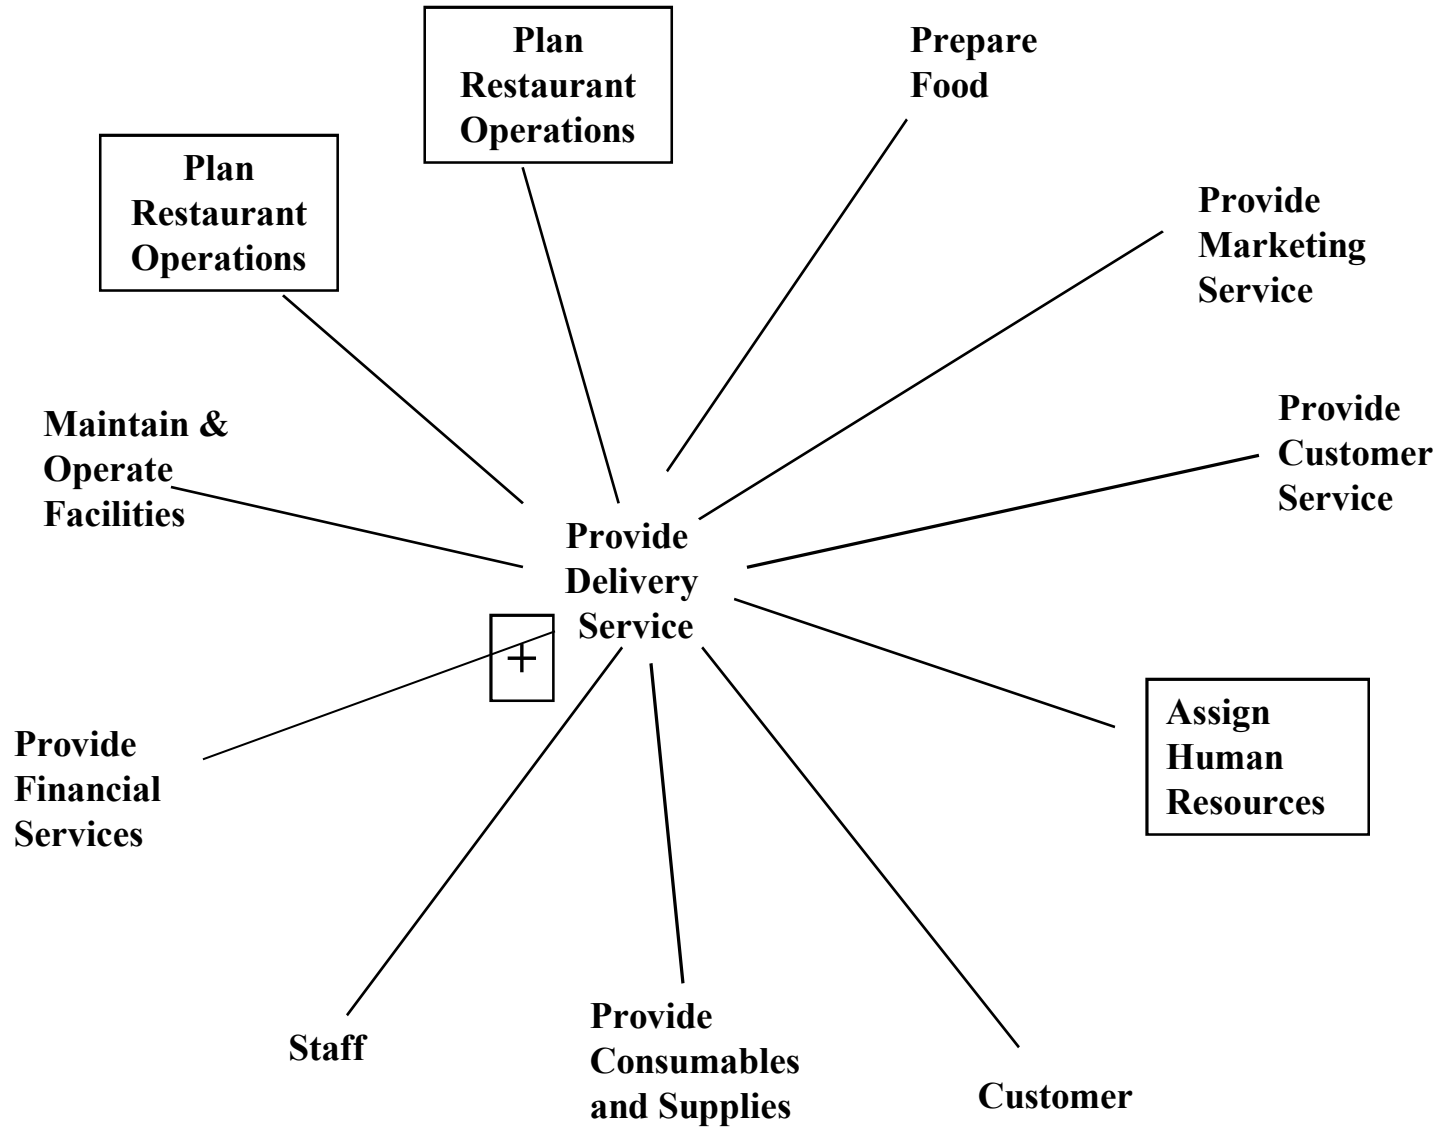 Plan
Restaurant
Operations
Prepare
Food
Plan
Restaurant
Operations
Provide
Marketing
Service
Maintain &
Operate
Facilities
Provide
Customer
Service
Provide
Delivery
Service
+
Assign
Human
Resources
Provide
Financial
Services
Staff
Provide
Consumables
and Supplies
Customer